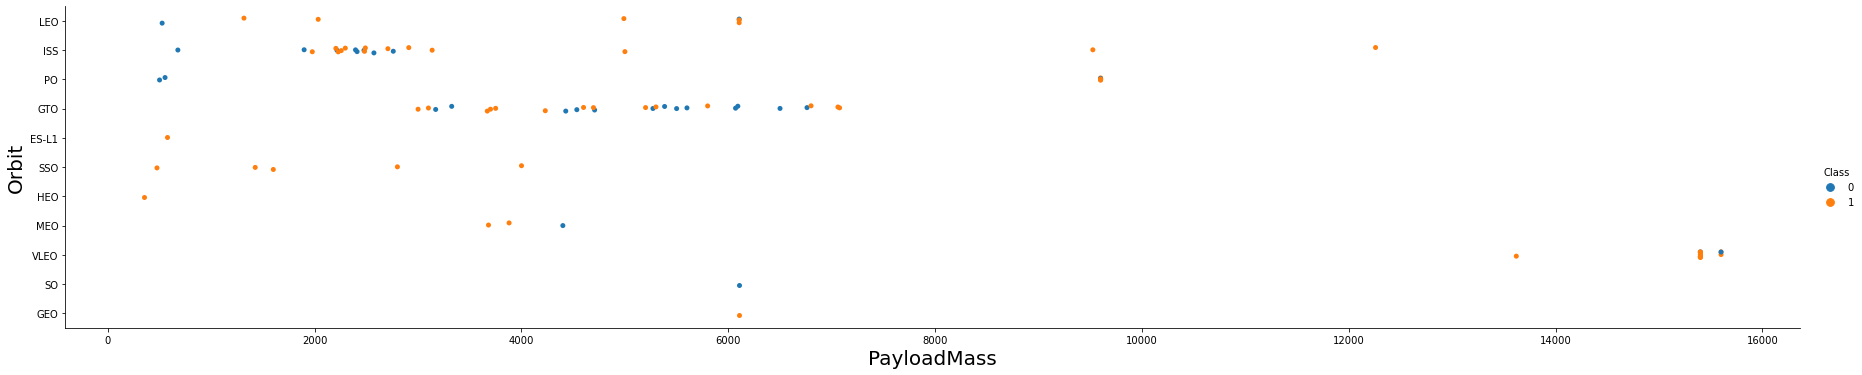 Orbit
LEO
ISS
PO
GTO
ES-L1
SSO
HEO
MEO
VLEO
SO
GEO
0 2000 4000 6000 8000 10000 12000 14000 16000
PayloadMass
Class
0
1